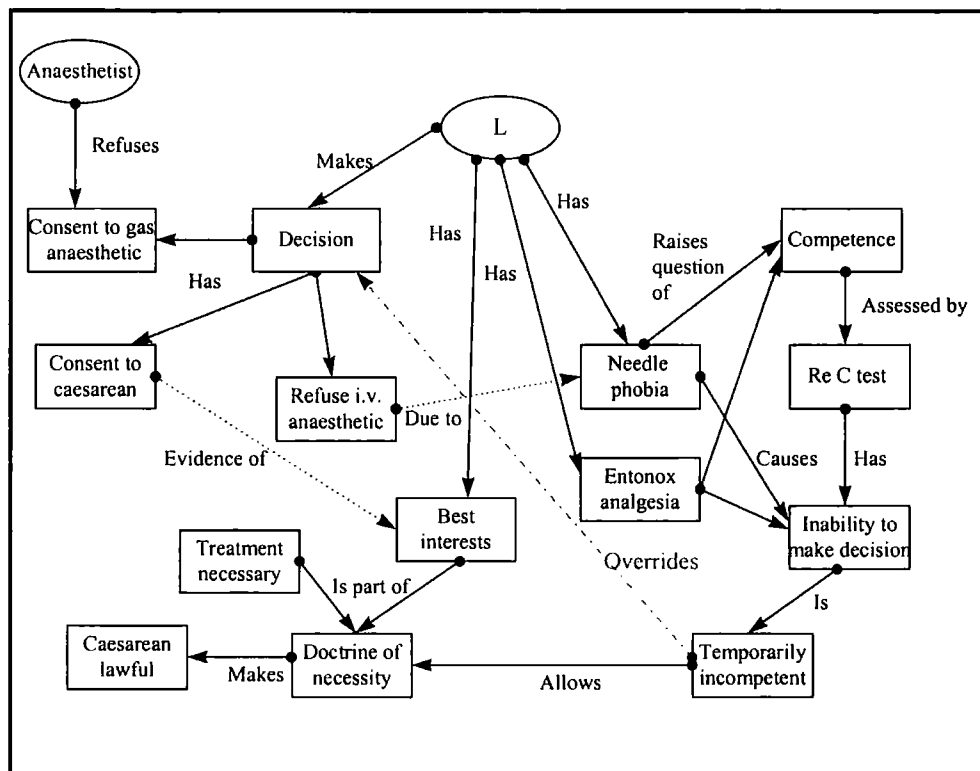 Anaesthetist
L
Refuses
Makes
Has
Consent to gas
anaesthetic
Decision
Has
Has
Raises
question
of
Competence
Has
Assessed by
Consent to
caesarean
Refuse i.v.
anaesthetic
Due to
Needle
phobia
Re C test
Evidence of
Entonox
analgesia
Causes
Has
Treatment
necessary
Best
interests
Inability to
make decision
Is part of
Overrides
Is
Caesarean
lawful
Makes
Doctrine of
necessity
Allows
Temporarily
incompetent